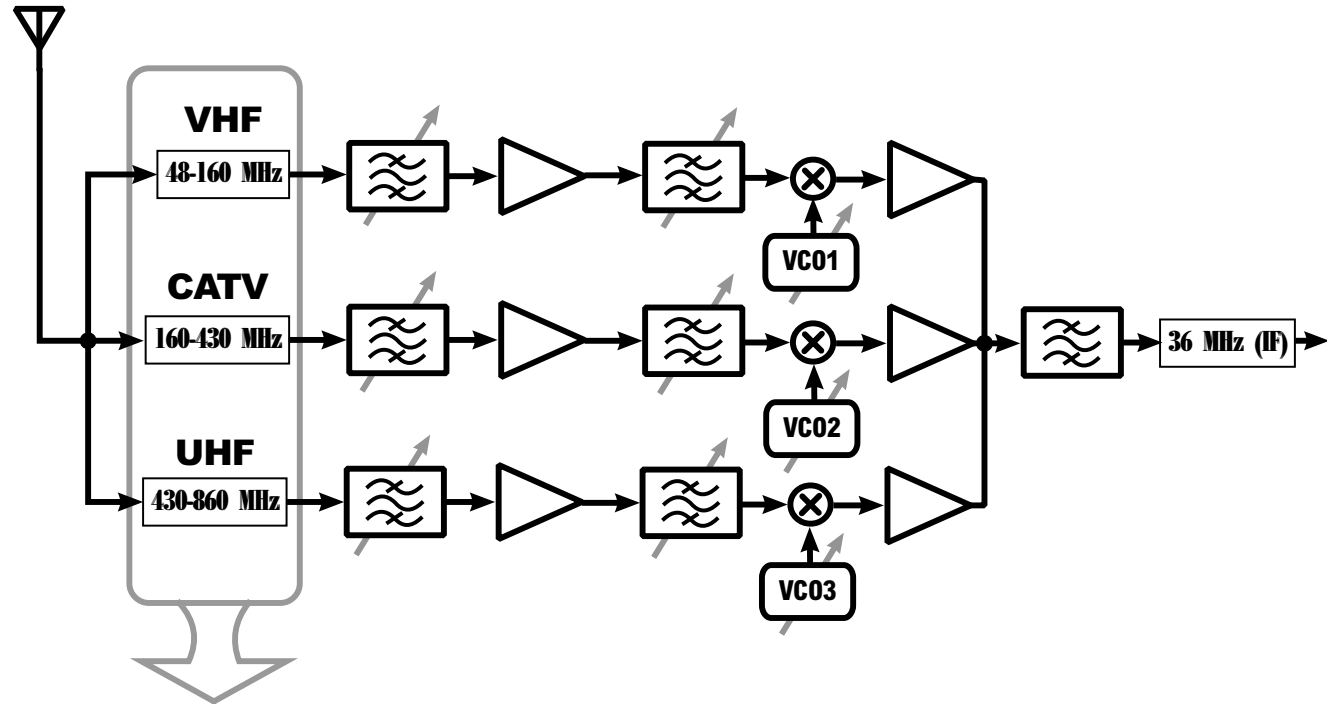 VHF
48-160 MHz
VCO1
CATV
160-430 MHz
36 MHz (IF)
VCO2
UHF
430-860 MHz
VCO3